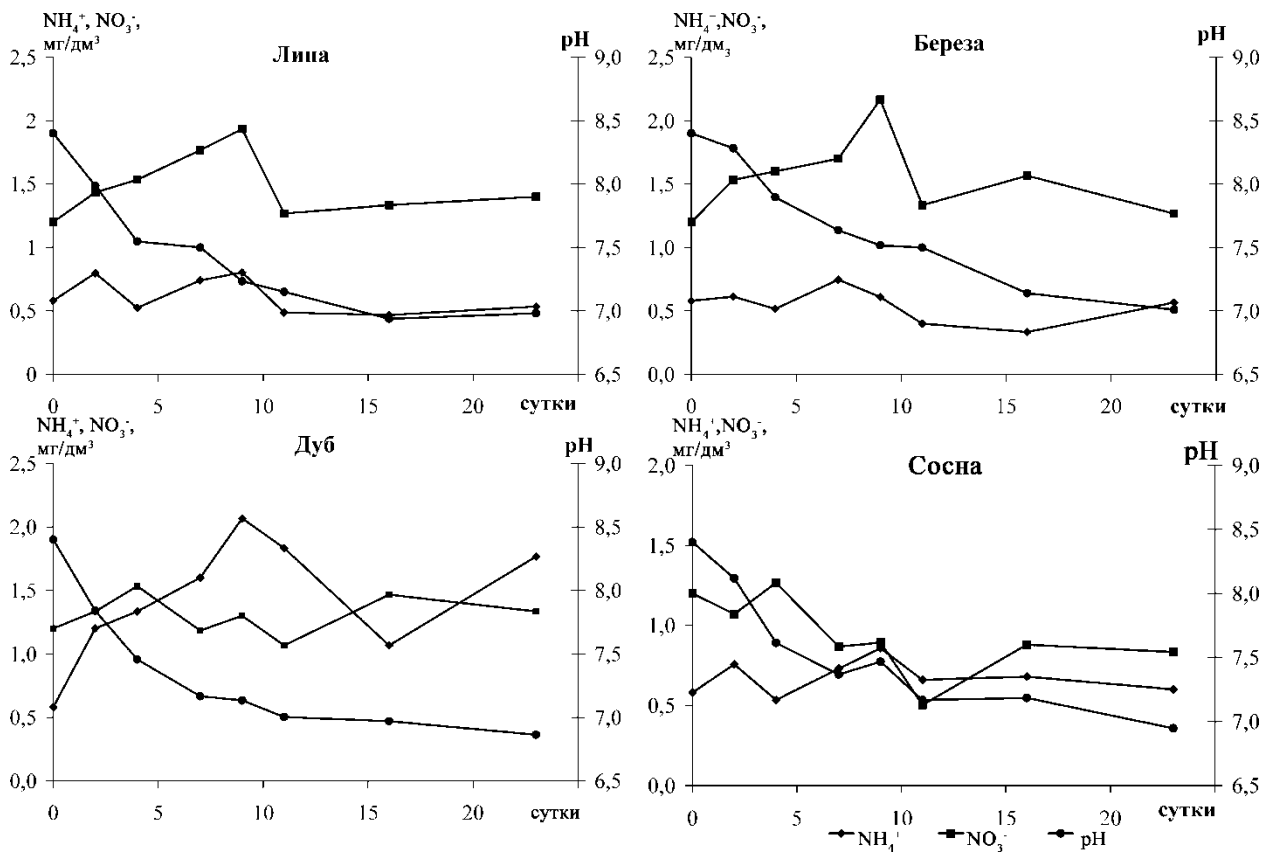 NH₄⁺, NO₃⁻,
мг/дм³
Липа
pH
2,5
2
1,5
1
0,5
0
9,0
8,5
8,0
7,5
7,0
6,5
0 5 10 15 20 сутки
NH₄⁻,NO₃⁻,
мг/дм₃
Береза
pH
2,5
2,0
1,5
1,0
0,5
0,0
9,0
8,5
8,0
7,5
7,0
6,5
0 5 10 15 20 сутки
NH₄⁺, NO₃⁻,
мг/дм³
Дуб
pH
2,5
2,0
1,5
1,0
0,5
0,0
9,0
8,5
8,0
7,5
7,0
6,5
0 5 10 15 20 сутки
NH₄⁺,NO₃⁻,
мг/дм³
Сосна
pH
2,0
1,5
1,0
0,5
0,0
9,0
8,5
8,0
7,5
7,0
6,5
0 5 10 15 20 сутки
NH₄⁺ NO₃⁻ pH